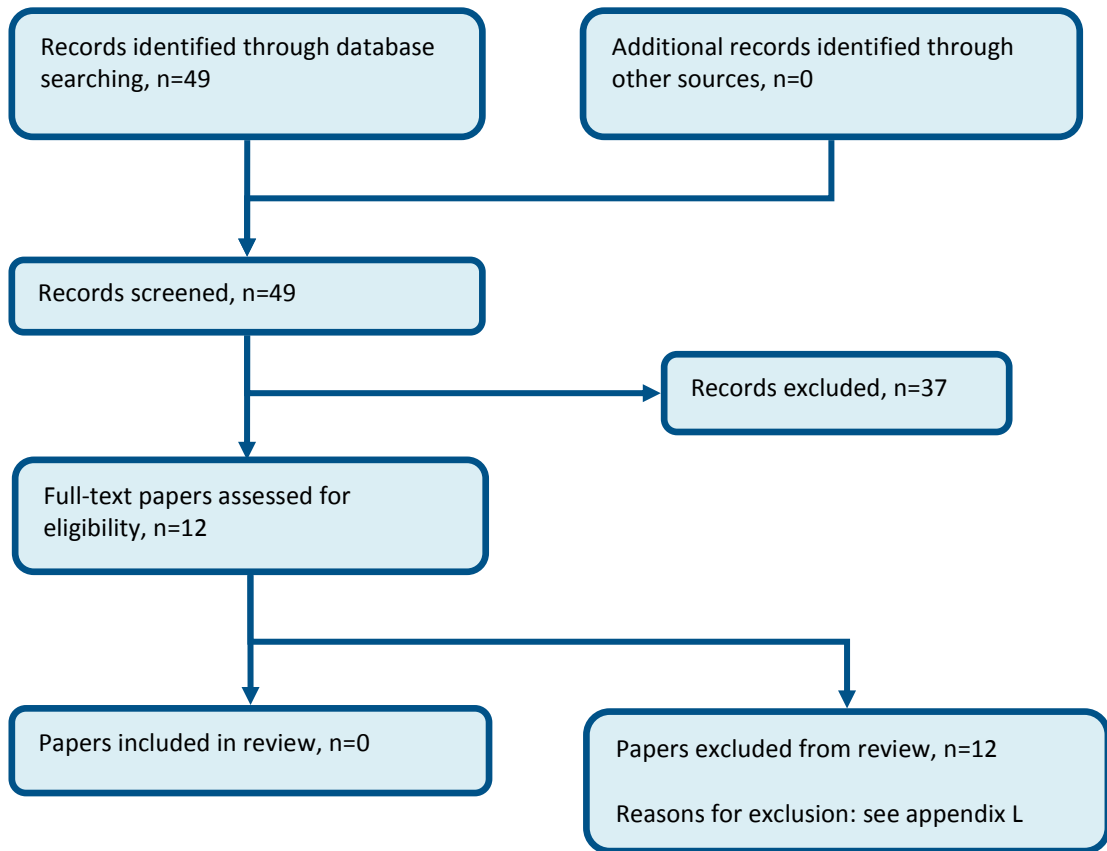 Records identified through database
searching, n=49
Additional records identified through
other sources, n=0
Records screened, n=49
Records excluded, n=37
Full-text papers assessed for
eligibility, n=12
Papers included in review, n=0
Papers excluded from review, n=12
Reasons for exclusion: see appendix L